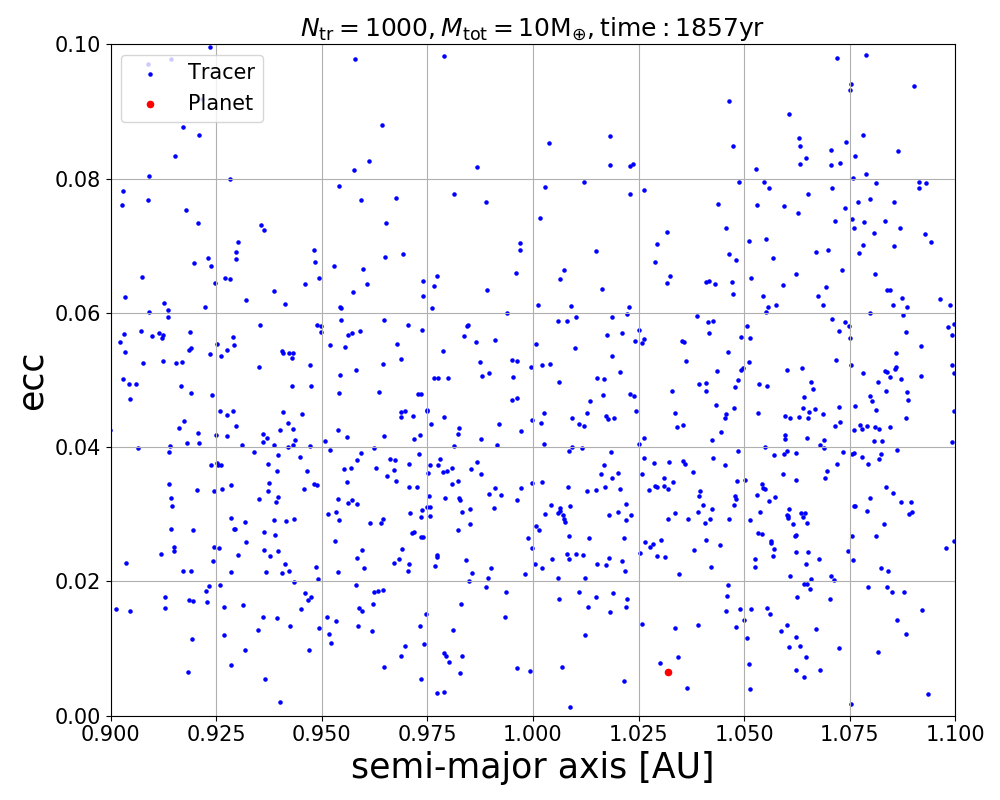 N_tr = 1000, M_tot = 10M_⊕, time : 1857yr
0.10
Tracer
Planet
0.08
0.06
ecc
0.04
0.02
0.00
0.900 0.925 0.950 0.975 1.000 1.025 1.050 1.075 1.100
semi-major axis [AU]